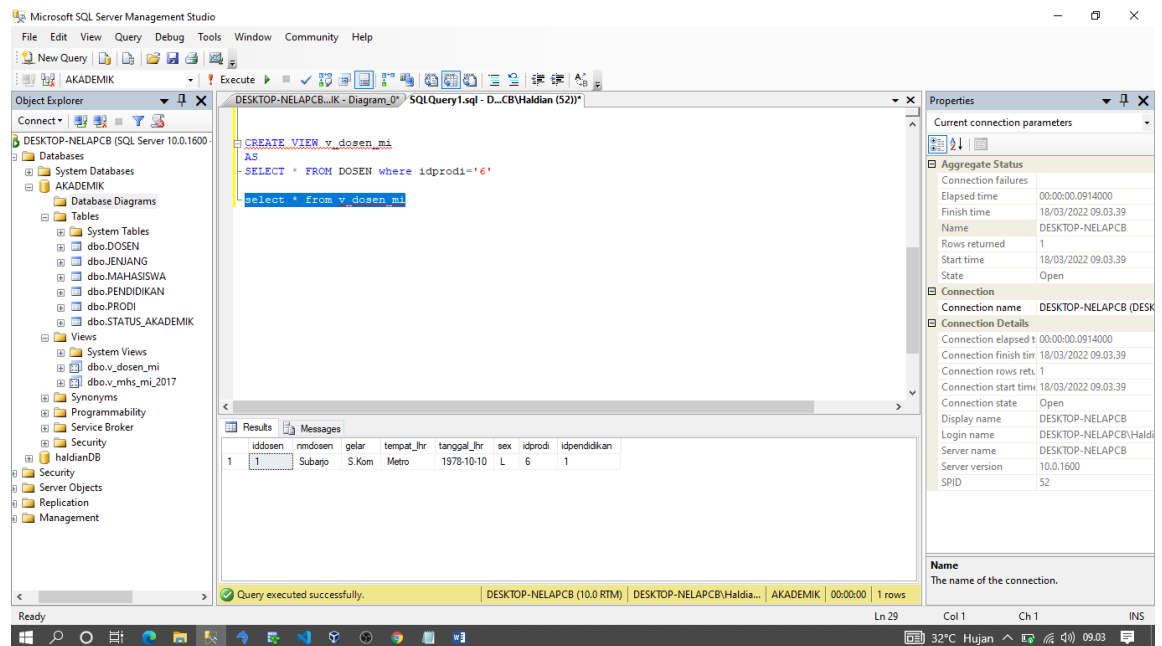 Microsoft SQL Server Management Studio
File Edit View Query Debug Tools Window Community Help
New Query
AKADEMIK
Execute
Object Explorer
Connect
DESKTOP-NELAPCB (SQL Server 10.0.1600 -
Databases
System Databases
AKADEMIK
Database Diagrams
Tables
System Tables
dbo.DOSEN
dbo.JENJANG
dbo.MAHASISWA
dbo.PENDIDIKAN
dbo.PRODI
dbo.STATUS_AKADEMIK
Views
System Views
dbo.v_dosen_mi
dbo.v_mhs_mi_2017
Synonyms
Programmability
Service Broker
Security
haldianDB
Security
Server Objects
Replication
Management
DESKTOP-NELAPCB...IK - Diagram_0* SQLQuery1.sql - D...CB\Haldian (52))*
CREATE VIEW v_dosen_mi
AS
SELECT * FROM DOSEN where idprodi='6'
select * from v_dosen_mi
Results Messages
iddosen nmdosen gelar tempat_lhr tanggal_lhr sex idprodi idpendidikan
1 1 Subarjo S.Kom Metro 1978-10-10 L 6 1
Query executed successfully. DESKTOP-NELAPCB (10.0 RTM) DESKTOP-NELAPCB\Haldia... AKADEMIK 00:00:00 1 rows
Properties
Current connection parameters
Aggregate Status
Connection failures
Elapsed time 00:00:00.0914000
Finish time 18/03/2022 09.03.39
Name DESKTOP-NELAPCB
Rows returned 1
Start time 18/03/2022 09.03.39
State Open
Connection
Connection name DESKTOP-NELAPCB (DESK
Connection Details
Connection elapsed t 00:00:00.0914000
Connection finish tim 18/03/2022 09.03.39
Connection rows retu 1
Connection start time 18/03/2022 09.03.39
Connection state Open
Display name DESKTOP-NELAPCB
Login name DESKTOP-NELAPCB\Haldi
Server name DESKTOP-NELAPCB
Server version 10.0.1600
SPID 52
Name
The name of the connection.
Ready Ln 29 Col 1 Ch 1 INS
32°C Hujan 09.03